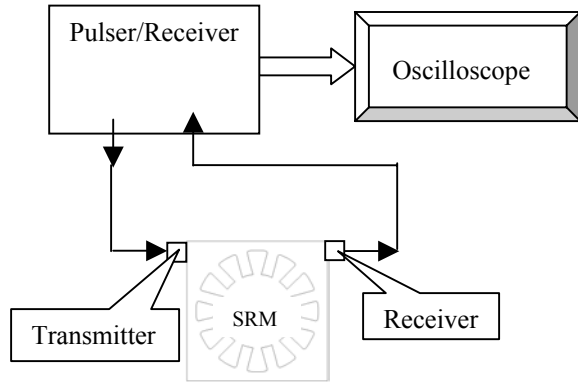 Pulser/Receiver
Oscilloscope
Transmitter
SRM
Receiver